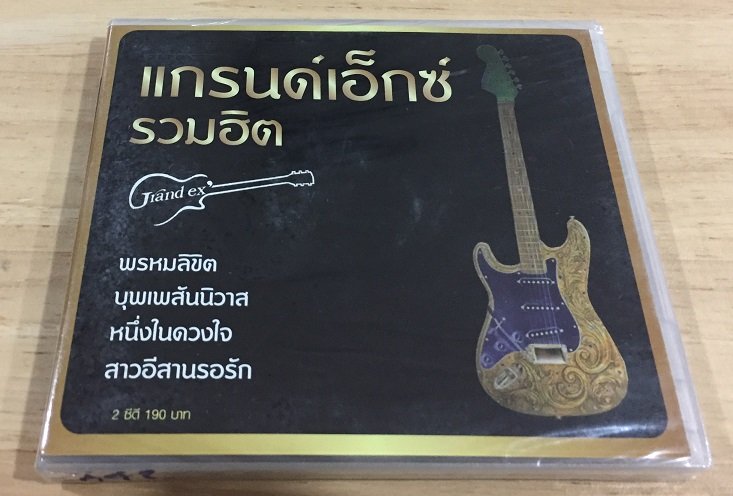 แกรนด์เอ็กซ์
รวมฮิต
Grand ex'
พรหมลิขิต
บุพเพสันนิวาส
หนึ่งในดวงใจ
สาวอีสานรอรัก
2 ซีดี 190 บาท